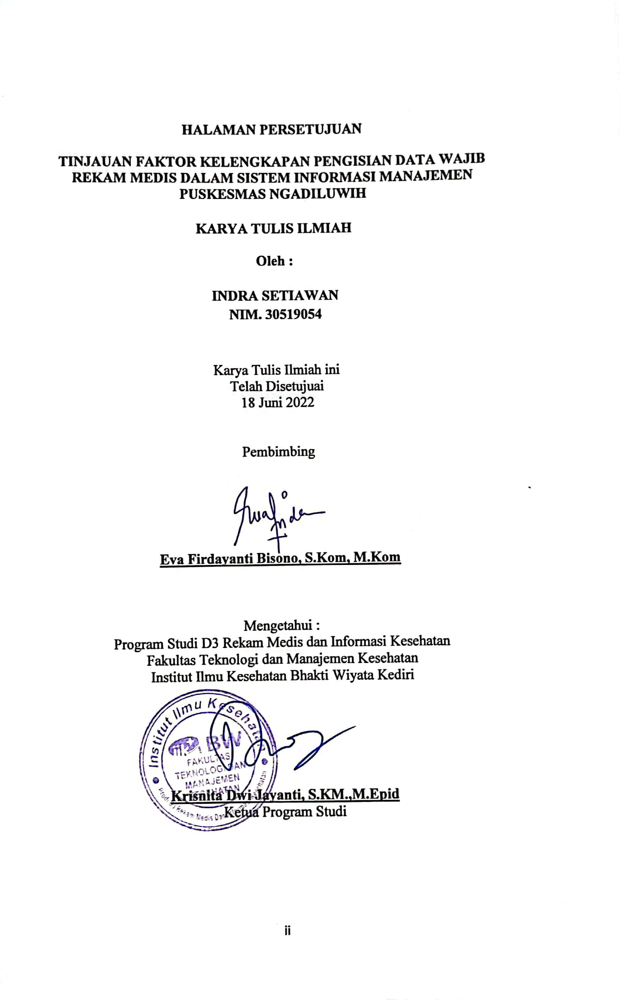 HALAMAN PERSETUJUAN
TINJAUAN FAKTOR KELENGKAPAN PENGISIAN DATA WAJIB
REKAM MEDIS DALAM SISTEM INFORMASI MANAJEMEN
PUSKESMAS NGADILUWIH
KARYA TULIS ILMIAH
Oleh :
INDRA SETIAWAN
NIM. 30519054
Karya Tulis Ilmiah ini
Telah Disetujuai
18 Juni 2022
Pembimbing
Eva Firdayanti Bisono, S.Kom, M.Kom
Mengetahui :
Program Studi D3 Rekam Medis dan Informasi Kesehatan
Fakultas Teknologi dan Manajemen Kesehatan
Institut Ilmu Kesehatan Bhakti Wiyata Kediri
Institut Ilmu Kesehatan
BW
FAKULTAS
TEKNOLOGI DAN
MANAJEMEN
KESEHATAN
Prodi D3 Rekam Medis Dan Informasi Kesehatan
Krisnita Dwi Jayanti, S.KM.,M.Epid
Ketua Program Studi
ii